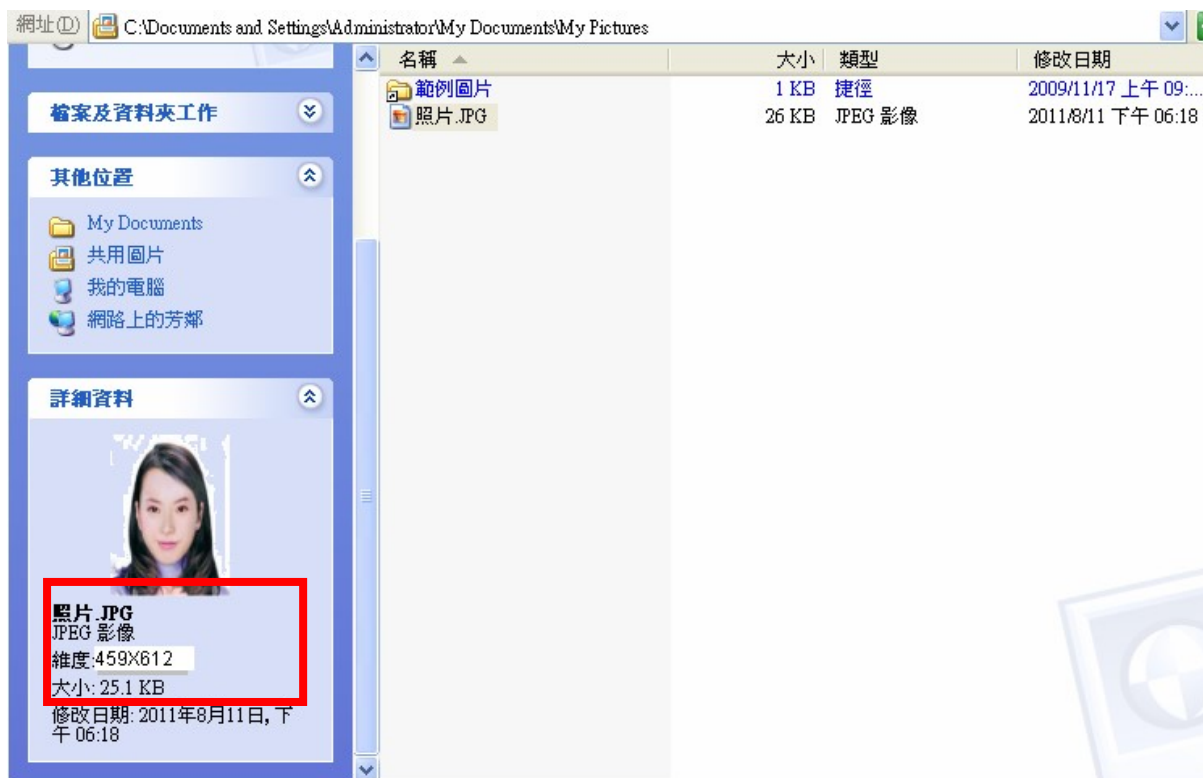 網址(D) C:\Documents and Settings\Administrator\My Documents\My Pictures
名稱 大小 類型 修改日期
範例圖片 1 KB 捷徑 2009/11/17 上午 09:...
照片.JPG 26 KB JPEG 影像 2011/8/11 下午 06:18
檔案及資料夾工作
其他位置
My Documents
共用圖片
我的電腦
網路上的芳鄰
詳細資料
照片.JPG
JPEG 影像
維度:459X612
大小: 25.1 KB
修改日期: 2011年8月11日, 下
午 06:18